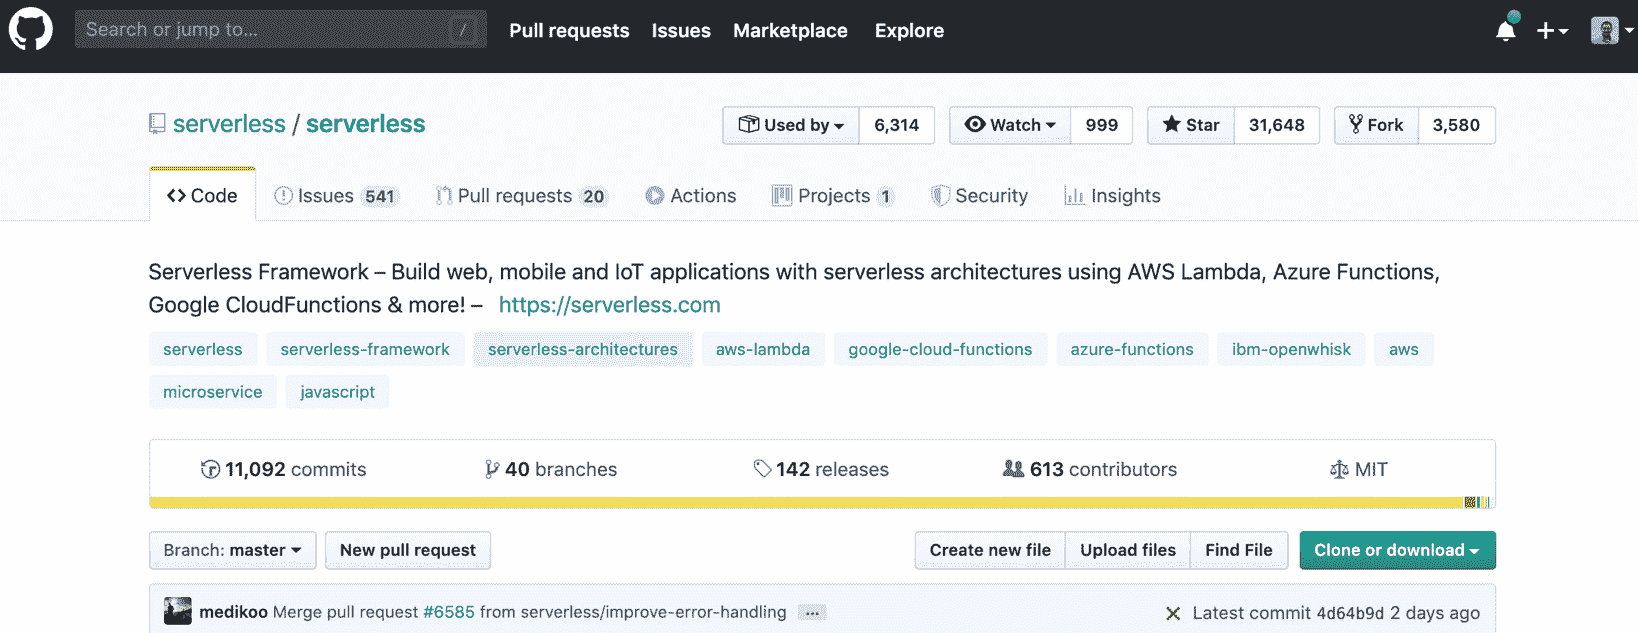 Search or jump to... / Pull requests Issues Marketplace Explore
serverless / serverless Used by 6,314 Watch 999 Star 31,648 Fork 3,580
Code Issues 541 Pull requests 20 Actions Projects 1 Security Insights
Serverless Framework – Build web, mobile and IoT applications with serverless architectures using AWS Lambda, Azure Functions,
Google CloudFunctions & more! – https://serverless.com
serverless serverless-framework serverless-architectures aws-lambda google-cloud-functions azure-functions ibm-openwhisk aws
microservice javascript
11,092 commits 40 branches 142 releases 613 contributors MIT
Branch: master New pull request Create new file Upload files Find File Clone or download
medikoo Merge pull request #6585 from serverless/improve-error-handling ... Latest commit 4d64b9d 2 days ago